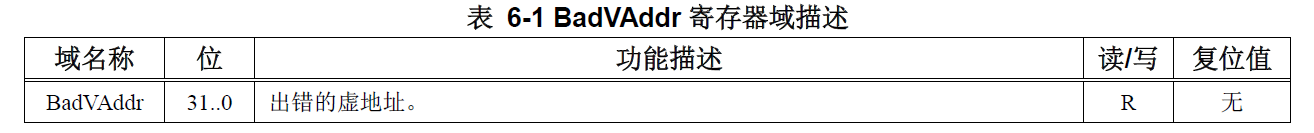 表 6-1 BadVAddr 寄存器域描述
域名称 位 功能描述 读/写 复位值
BadVAddr 31..0 出错的虚地址。 R 无